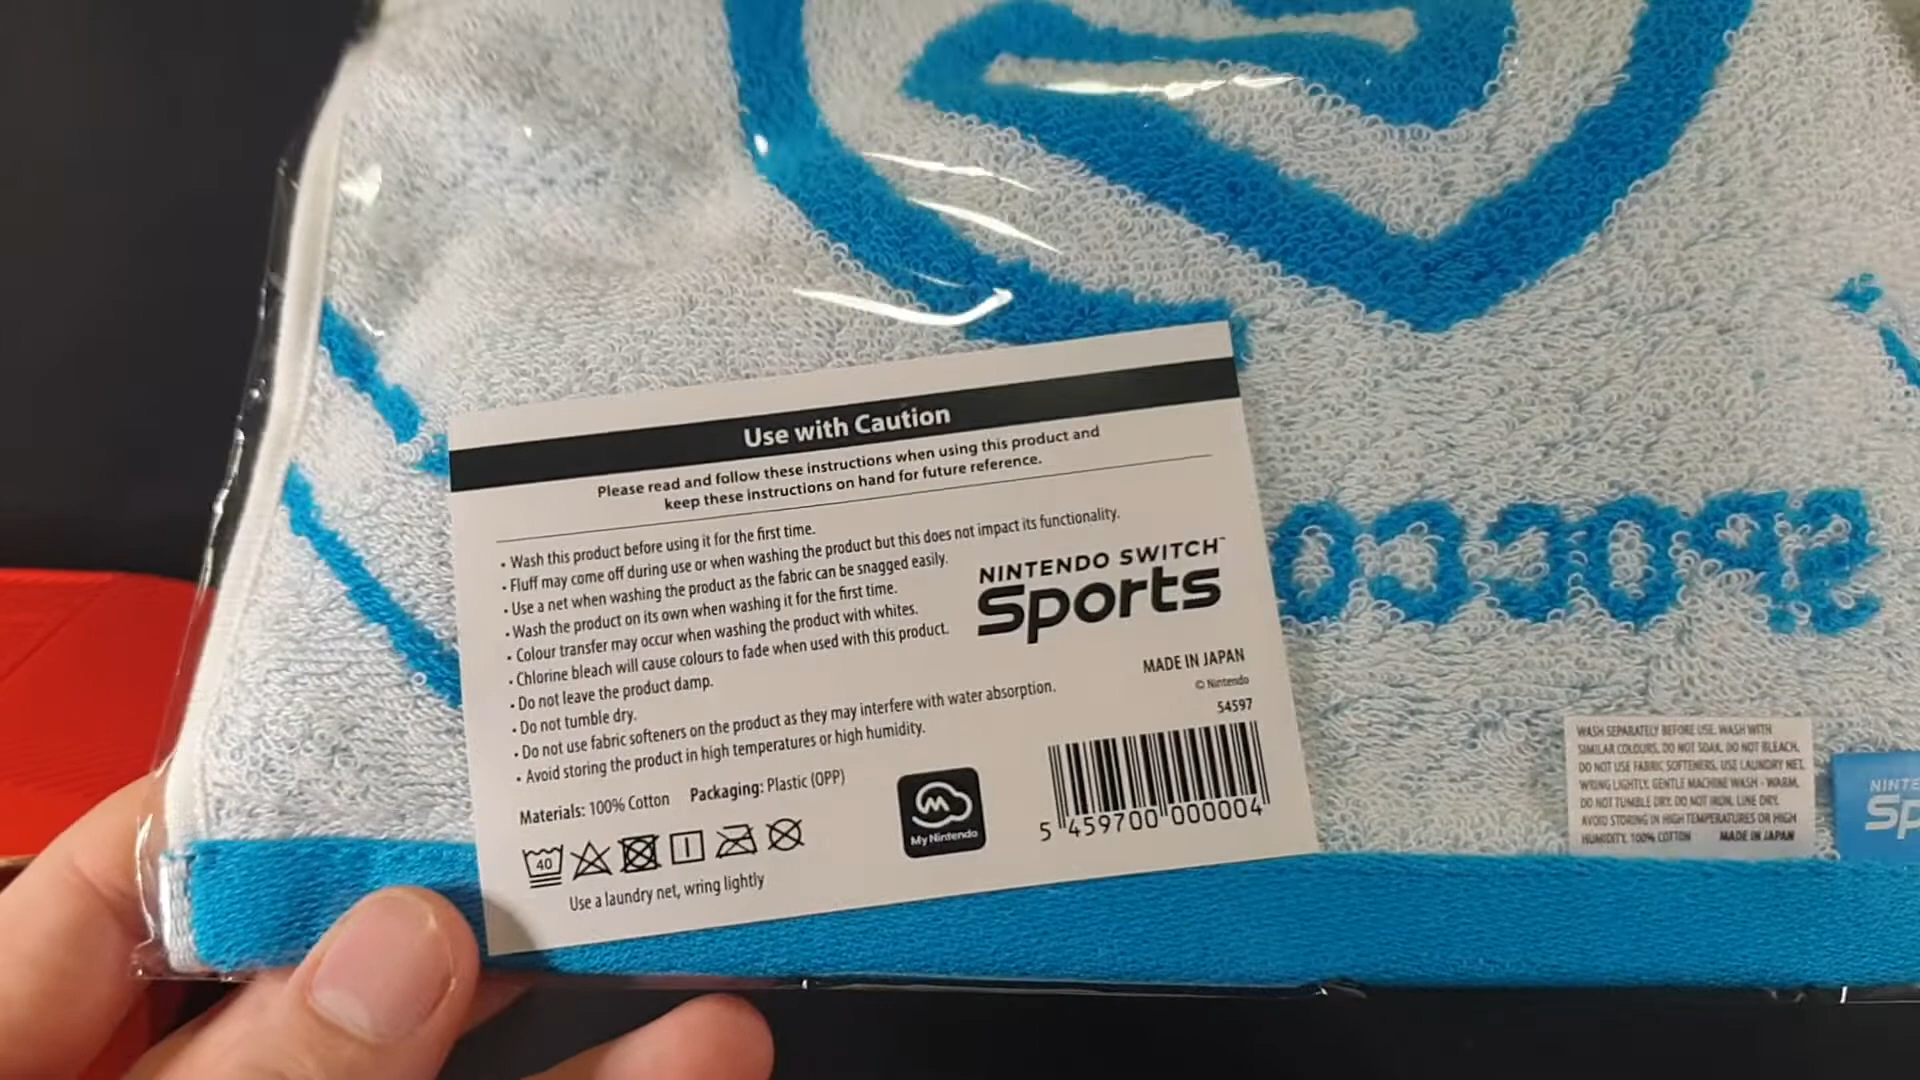 Use with Caution
Please read and follow these instructions when using this product and
keep these instructions on hand for future reference.
• Wash this product before using it for the first time.
• Fluff may come off during use or when washing the product but this does not impact its functionality.
• Use a net when washing the product as the fabric can be snagged easily.
• Wash the product on its own when washing it for the first time.
• Colour transfer may occur when washing the product with whites.
• Chlorine bleach will cause colours to fade when used with this product.
• Do not leave the product damp.
• Do not tumble dry.
• Do not use fabric softeners on the product as they may interfere with water absorption.
• Avoid storing the product in high temperatures or high humidity.
NINTENDO SWITCH™
Sports
MADE IN JAPAN
© Nintendo
54597
Materials: 100% Cotton Packaging: Plastic (OPP)
40
Use a laundry net, wring lightly
My Nintendo
5 459700 000004
WASH SEPARATELY BEFORE USE. WASH WITH
SIMILAR COLOURS. DO NOT SOAK. DO NOT BLEACH.
DO NOT USE FABRIC SOFTENERS. USE LAUNDRY NET.
WRING LIGHTLY. GENTLE MACHINE WASH - WARM.
DO NOT TUMBLE DRY. DO NOT IRON. LINE DRY.
AVOID STORING IN HIGH TEMPERATURES OR HIGH
HUMIDITY. 100% COTTON MADE IN JAPAN
NINTE
Sp